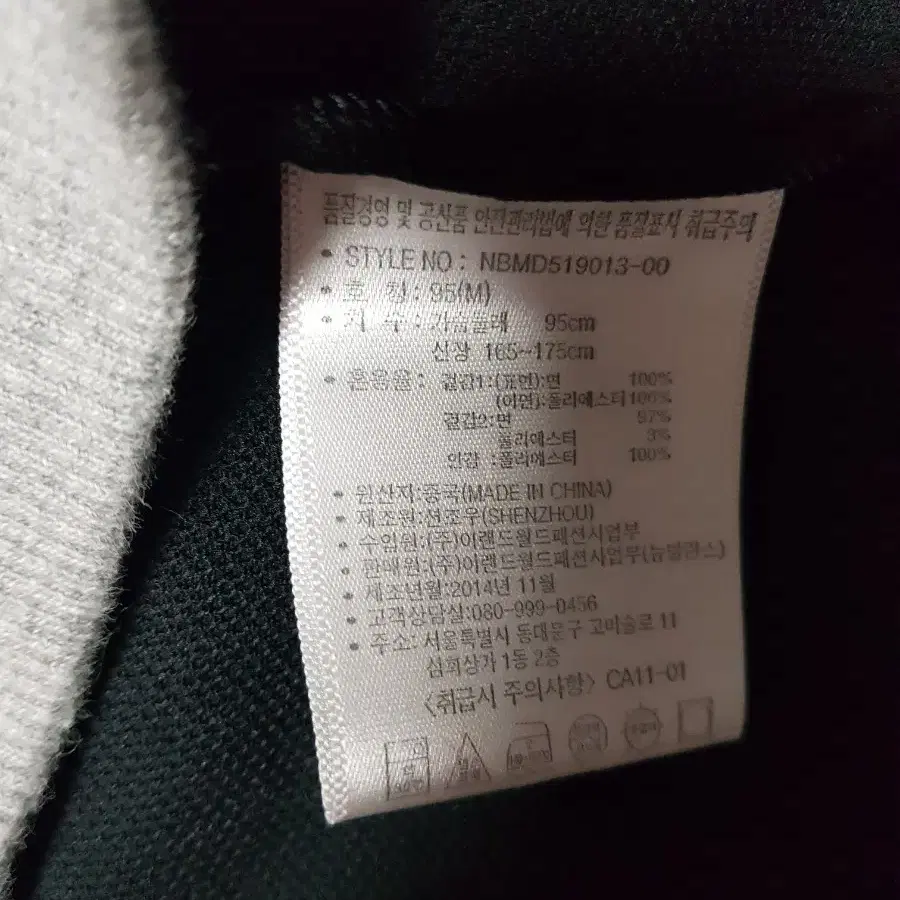 품질경영 및 공산품 안전관리법에 의한 품질표시 취급주의
• STYLE NO : NBMD519013-00
• 호 칭 : 95(M)
• 치 수 : 가슴둘레 95cm
신장 165~175cm
• 혼용율 : 겉감1:(표면):면 100%
(이면):폴리에스터 100%
겉감2:면 97%
폴리에스터 3%
안감 :폴리에스터 100%
• 원산지:중국(MADE IN CHINA)
• 제조원:션조우(SHENZHOU)
• 수입원:(주)이랜드월드패션사업부
• 판매원:(주)이랜드월드패션사업부(뉴발란스)
• 제조년월:2014년 11월
• 고객상담실:080-999-0456
• 주소: 서울특별시 동대문구 고미술로 11
삼희상가 1동 2층
<취급시 주의사항> CA11-01